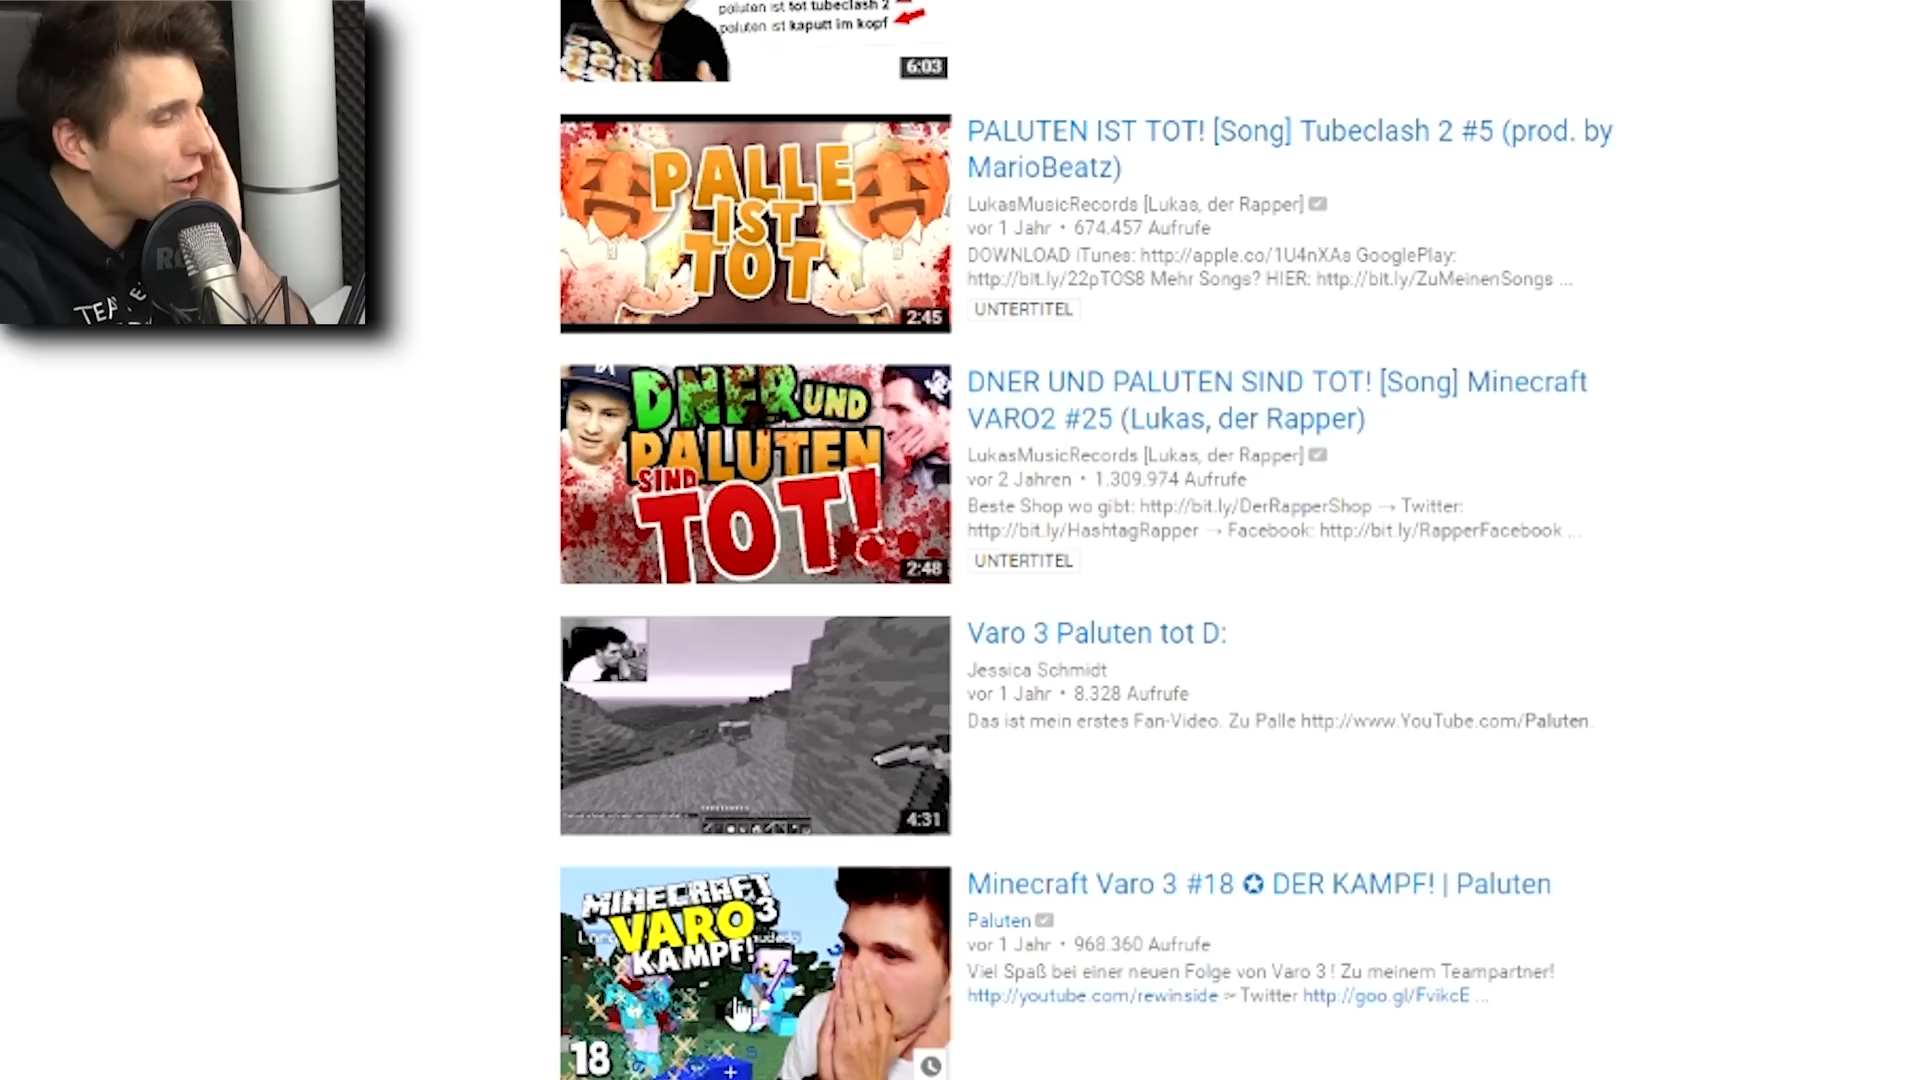 paluten ist tot tubeclash 2
paluten ist kaputt im kopf
6:03
PALLE
IST
TOT
2:45
PALUTEN IST TOT! [Song] Tubeclash 2 #5 (prod. by
MarioBeatz)
LukasMusicRecords [Lukas, der Rapper]
vor 1 Jahr • 674.457 Aufrufe
DOWNLOAD iTunes: http://apple.co/1U4nXAs GooglePlay:
http://bit.ly/22pTOS8 Mehr Songs? HIER: http://bit.ly/ZuMeinenSongs ...
UNTERTITEL
DNER UND
PALUTEN
SIND
TOT!
2:48
DNER UND PALUTEN SIND TOT! [Song] Minecraft
VARO2 #25 (Lukas, der Rapper)
LukasMusicRecords [Lukas, der Rapper]
vor 2 Jahren • 1.309.974 Aufrufe
Beste Shop wo gibt: http://bit.ly/DerRapperShop → Twitter:
http://bit.ly/HashtagRapper → Facebook: http://bit.ly/RapperFacebook ...
UNTERTITEL
4:31
Varo 3 Paluten tot D:
Jessica Schmidt
vor 1 Jahr • 8.328 Aufrufe
Das ist mein erstes Fan-Video. Zu Palle http://www.YouTube.com/Paluten.
MINECRAFT
VARO 3
KAMPF!
18
Minecraft Varo 3 #18 ✪ DER KAMPF! | Paluten
Paluten
vor 1 Jahr • 968.360 Aufrufe
Viel Spaß bei einer neuen Folge von Varo 3 ! Zu meinem Teampartner!
http://youtube.com/rewinside ✂ Twitter http://goo.gl/FvikcE ...